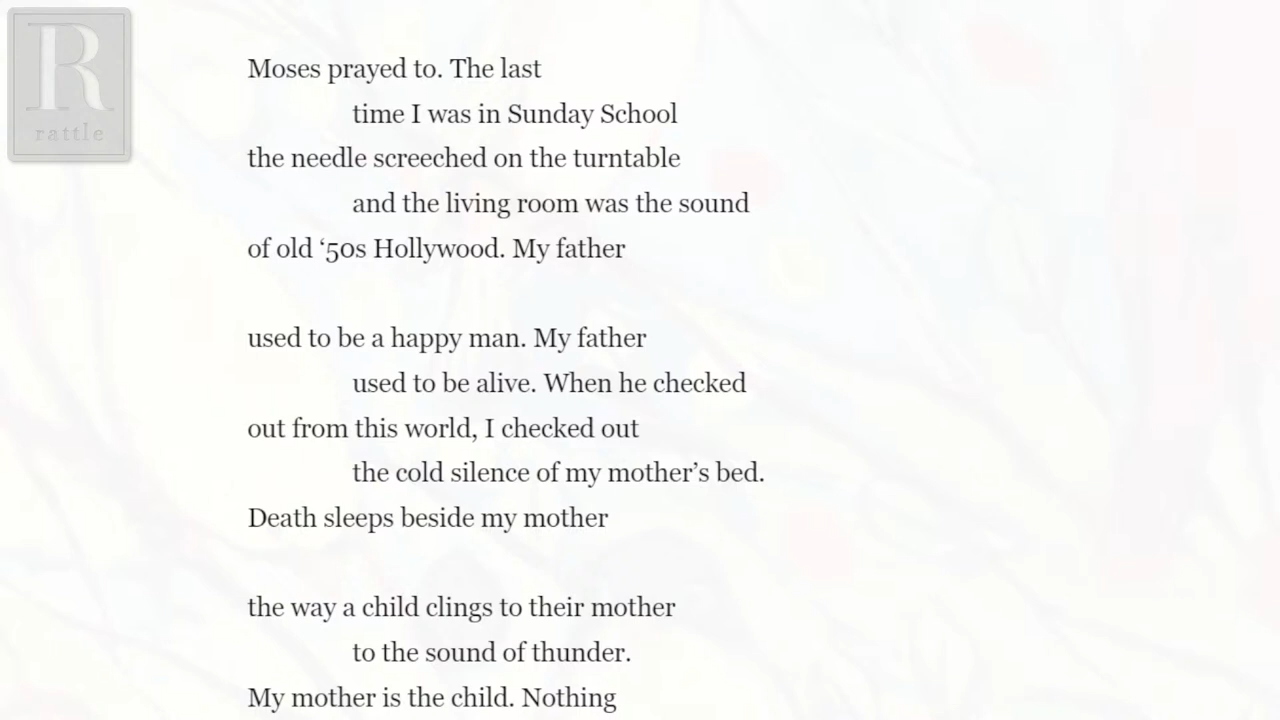 R
rattle
Moses prayed to. The last
time I was in Sunday School
the needle screeched on the turntable
and the living room was the sound
of old ‘50s Hollywood. My father
used to be a happy man. My father
used to be alive. When he checked
out from this world, I checked out
the cold silence of my mother’s bed.
Death sleeps beside my mother
the way a child clings to their mother
to the sound of thunder.
My mother is the child. Nothing